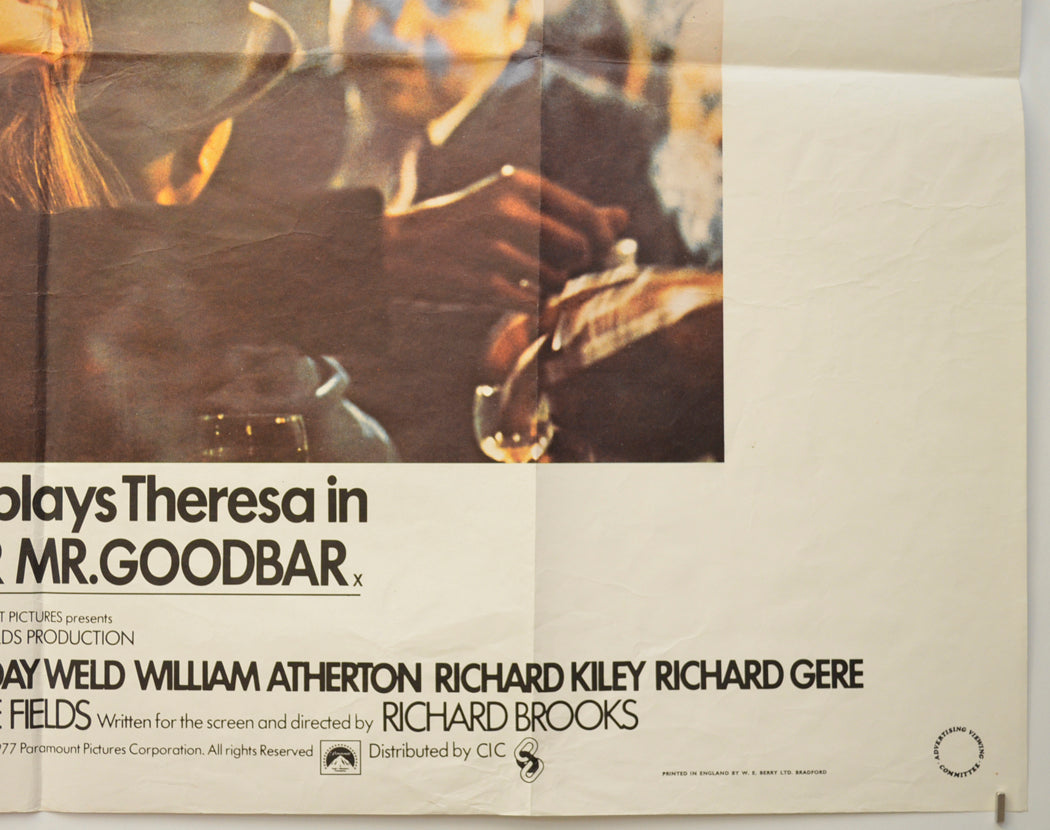 plays Theresa in
R MR.GOODBAR x
T PICTURES presents
LDS PRODUCTION
DAY WELD WILLIAM ATHERTON RICHARD KILEY RICHARD GERE
E FIELDS Written for the screen and directed by RICHARD BROOKS
977 Paramount Pictures Corporation. All rights Reserved Distributed by CIC
PRINTED IN ENGLAND BY W. E. BERRY LTD. BRADFORD
ADVERTISING VIEWING COMMITTEE